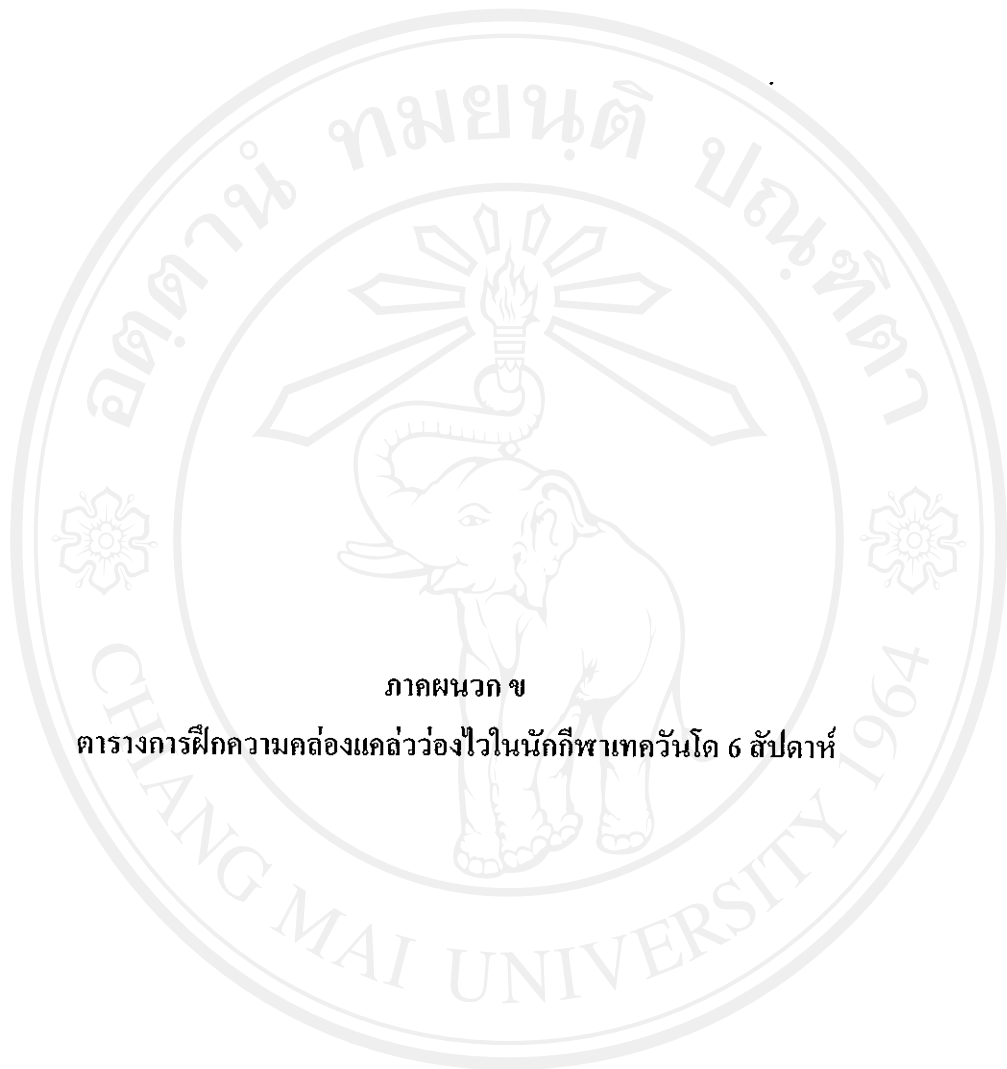 อตฺตานํ ทมยนฺติ ปณฺฑิตา
ภาคผนวก ข
ตารางการฝึกความคล่องแคล่วว่องไวในนักกีฬาเทควันโด 6 สัปดาห์
CHIANG MAI UNIVERSITY 1964